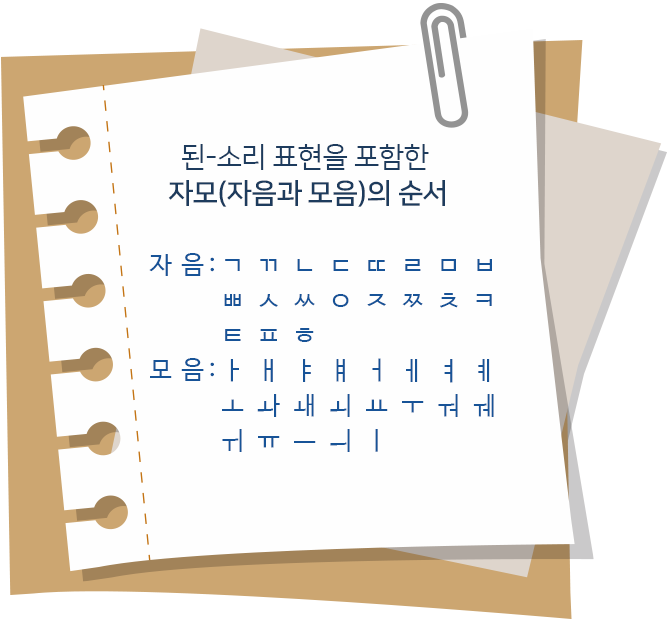 된-소리 표현을 포함한
자모(자음과 모음)의 순서
자 음: ㄱ ㄲ ㄴ ㄷ ㄸ ㄹ ㅁ ㅂ
ㅃ ㅅ ㅆ ㅇ ㅈ ㅉ ㅊ ㅋ
ㅌ ㅍ ㅎ
모 음: ㅏ ㅐ ㅑ ㅒ ㅓ ㅔ ㅕ ㅖ
ㅗ ㅘ ㅙ ㅚ ㅛ ㅜ ㅝ ㅞ
ㅟ ㅠ ㅡ ㅢ ㅣ